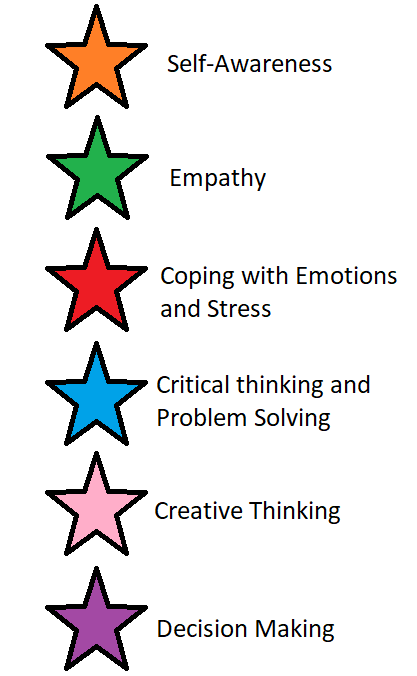 Self-Awareness
Empathy
Coping with Emotions
and Stress
Critical thinking and
Problem Solving
Creative Thinking
Decision Making